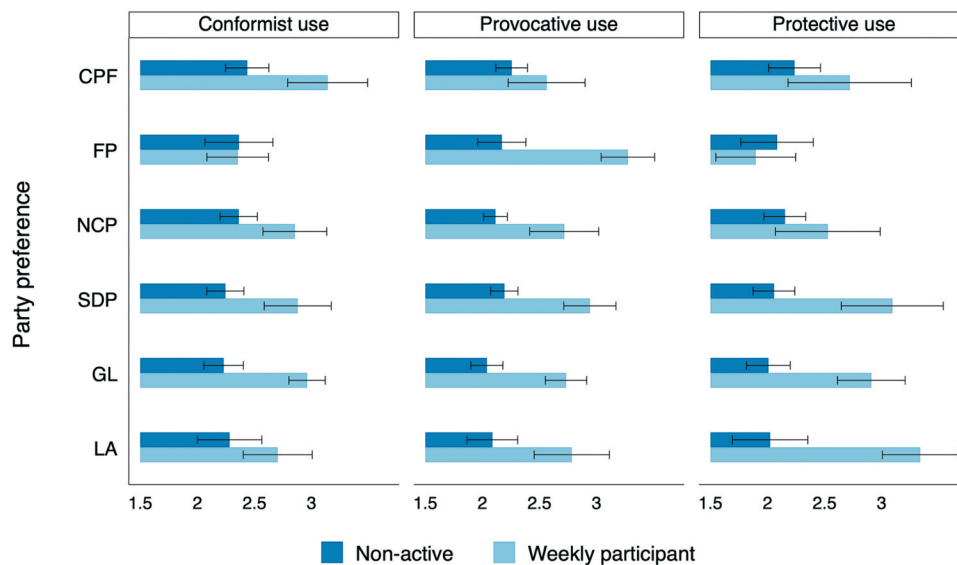 Conformist use
Provocative use
Protective use
Party preference
CPF
FP
NCP
SDP
GL
LA
1.5 2 2.5 3
1.5 2 2.5 3
1.5 2 2.5 3
Non-active
Weekly participant